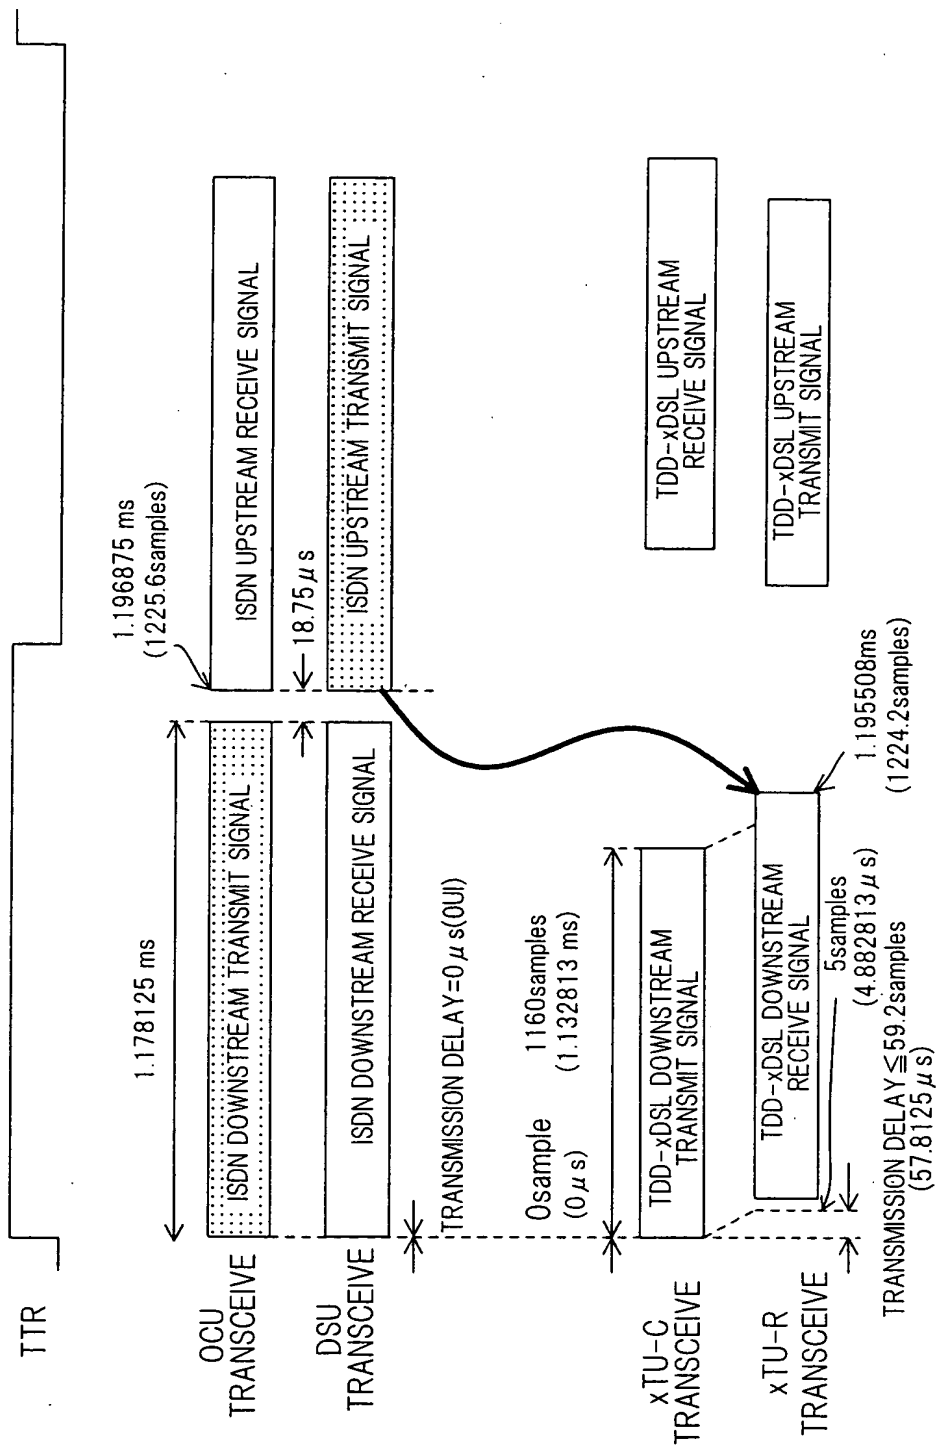 TTR
OCU
TRANSCEIVE
1.178125 ms
ISDN DOWNSTREAM TRANSMIT SIGNAL
1.196875 ms
(1225.6samples)
ISDN UPSTREAM RECEIVE SIGNAL
DSU
TRANSCEIVE
ISDN DOWNSTREAM RECEIVE SIGNAL
18.75μs
ISDN UPSTREAM TRANSMIT SIGNAL
TRANSMISSION DELAY=0μs(0UI)
0sample
(0μs)
1160samples
(1.132813 ms)
xTU-C
TRANSCEIVE
TDD-xDSL DOWNSTREAM
TRANSMIT SIGNAL
TDD-xDSL UPSTREAM
RECEIVE SIGNAL
xTU-R
TRANSCEIVE
TDD-xDSL DOWNSTREAM
RECEIVE SIGNAL
TDD-xDSL UPSTREAM
TRANSMIT SIGNAL
5samples
(4.882813μs)
1.195508ms
(1224.2samples)
TRANSMISSION DELAY≦59.2samples
(57.8125μs)